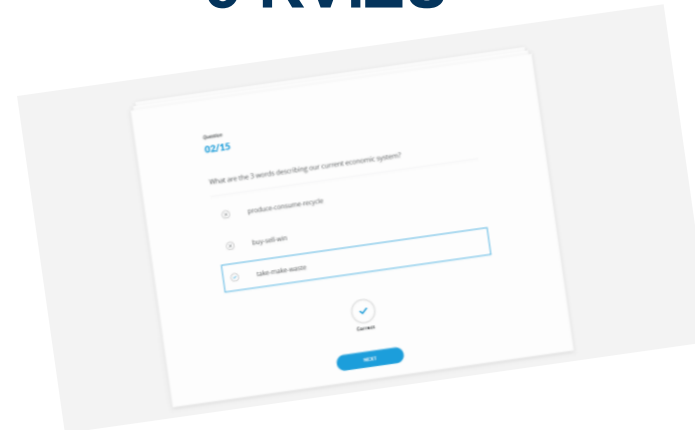 Question
02/15
What are the 3 words describing our current economic system?
produce-consume-recycle
buy-sell-win
take-make-waste
Correct
NEXT